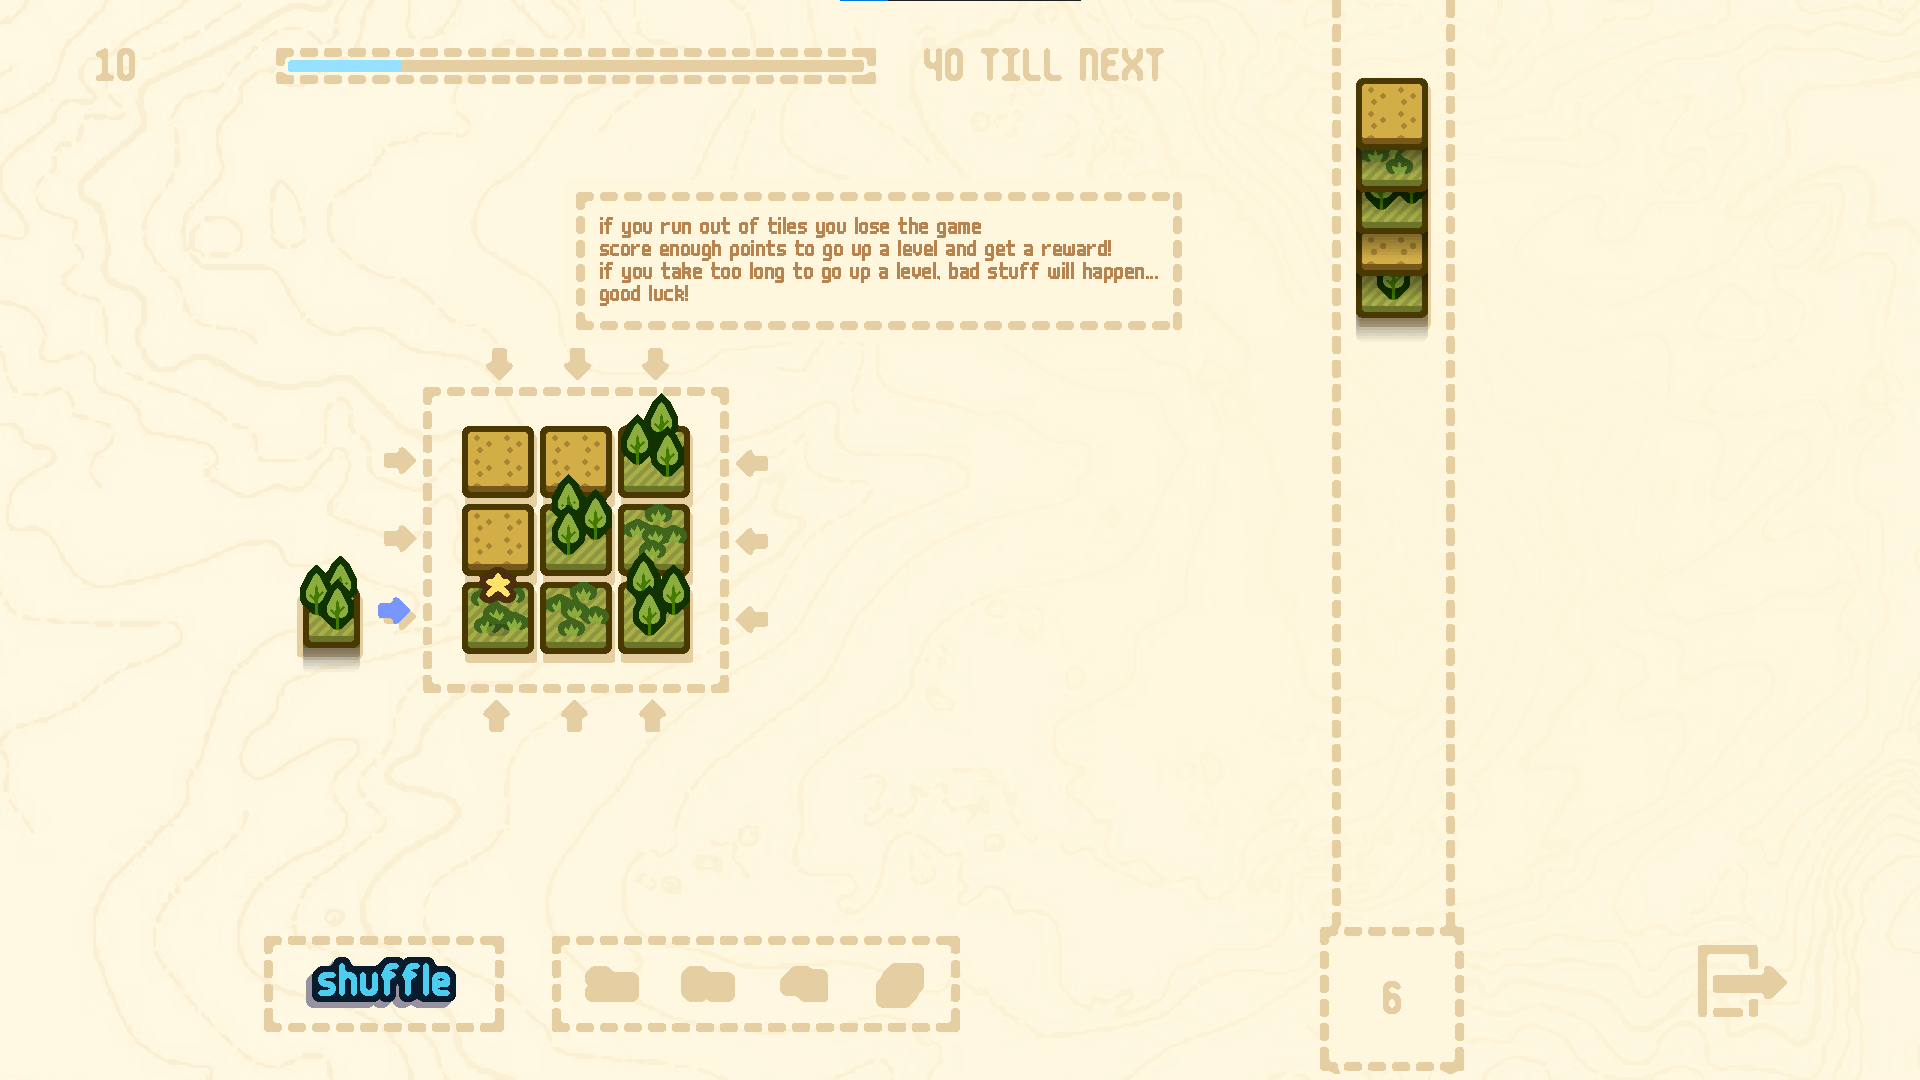 10
40 TILL NEXT
if you run out of tiles you lose the game
score enough points to go up a level and get a reward!
if you take too long to go up a level, bad stuff will happen...
good luck!
shuffle
6